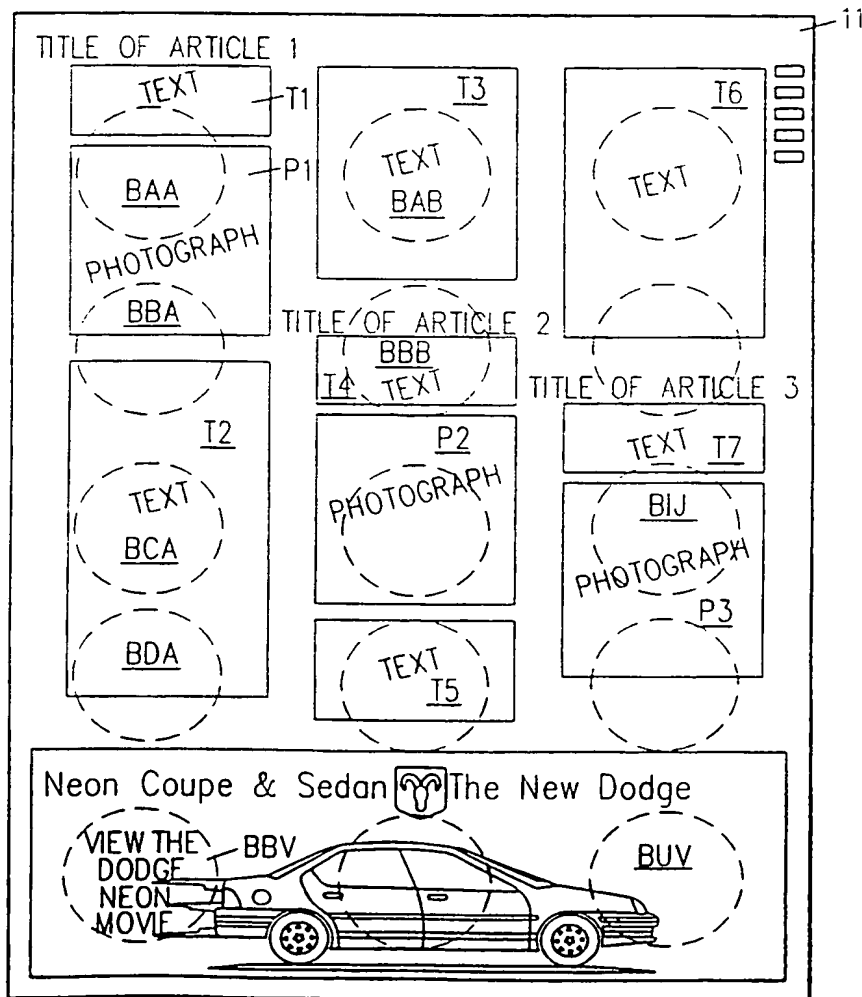 11
TITLE OF ARTICLE 1
TEXT
T1
P1
BAA
PHOTOGRAPH
BBA
T2
TEXT
BCA
BDA
T3
TEXT
BAB
TITLE OF ARTICLE 2
BBB
T4
TEXT
P2
PHOTOGRAPH
TEXT
T5
T6
TEXT
TITLE OF ARTICLE 3
TEXT
T7
BIJ
PHOTOGRAPH
P3
Neon Coupe & Sedan The New Dodge
VIEW THE
DODGE
NEON
MOVIE
BBV
BUV